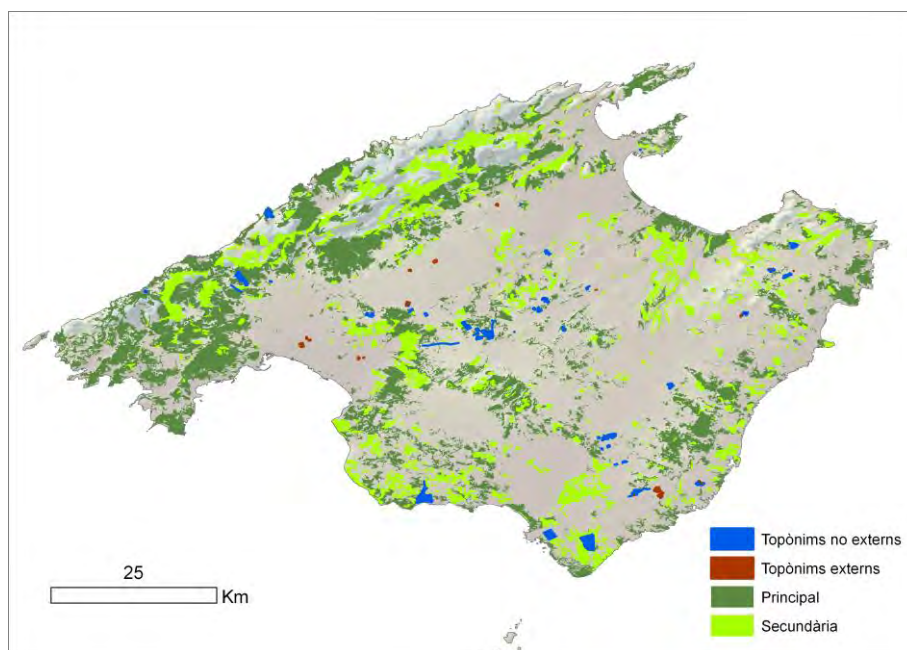 Topònims no externs
Topònims externs
Principal
Secundària
25
Km